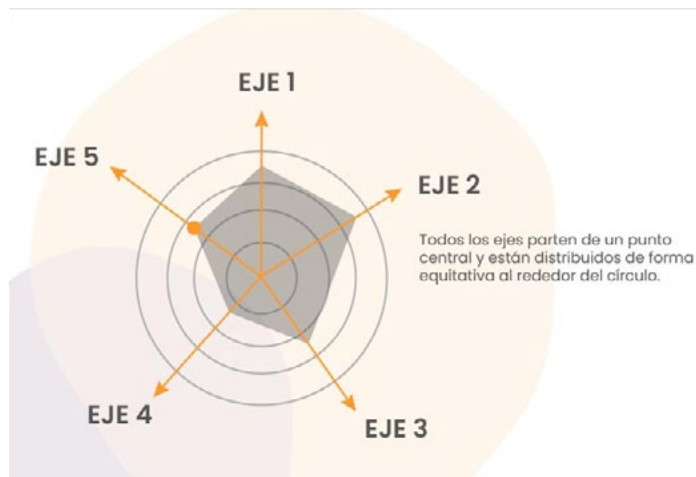 EJE 1
EJE 5
EJE 2
Todos los ejes parten de un punto
central y están distribuidos de forma
equitativa al rededor del círculo.
EJE 4
EJE 3